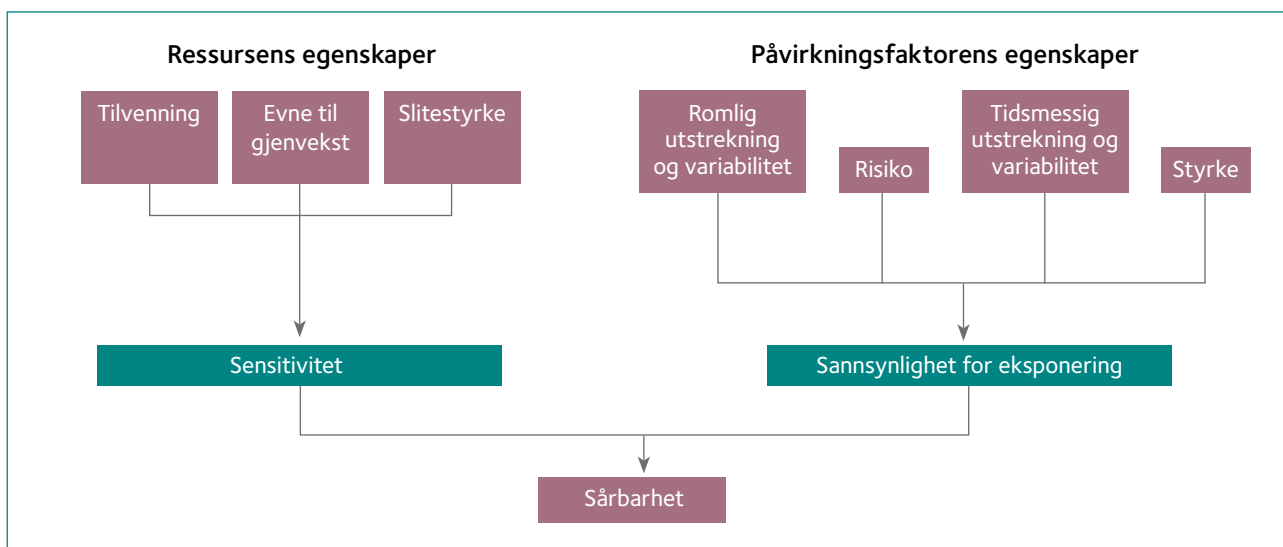 Ressursens egenskaper
Påvirkningsfaktorens egenskaper
Tilvenning
Evne til
gjenvekst
Slitestyrke
Romlig
utstrekning
og variabilitet
Risiko
Tidsmessig
utstrekning og
variabilitet
Styrke
Sensitivitet
Sannsynlighet for eksponering
Sårbarhet